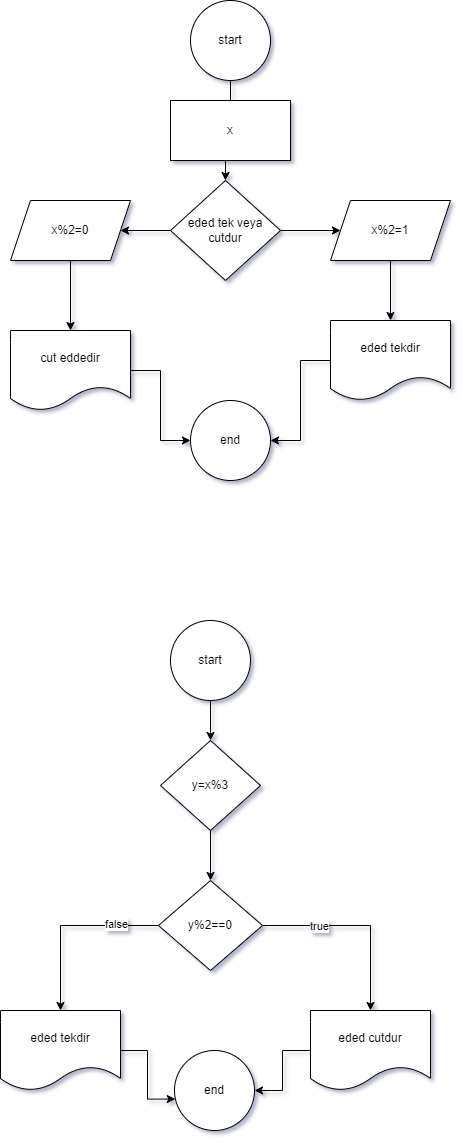 start
x
eded tek veya
cutdur
x%2=0
x%2=1
cut eddedir
eded tekdir
end
start
y=x%3
y%2==0
false
true
eded tekdir
eded cutdur
end